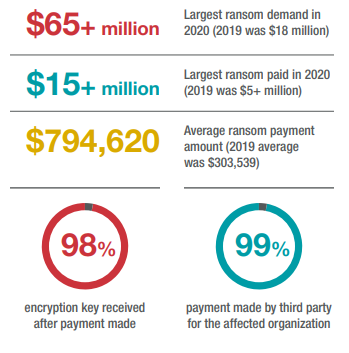 $65+ million
Largest ransom demand in
2020 (2019 was $18 million)
$15+ million
Largest ransom paid in 2020
(2019 was $5+ million)
$794,620
Average ransom payment
amount (2019 average
was $303,539)
98%
encryption key received
after payment made
99%
payment made by third party
for the affected organization